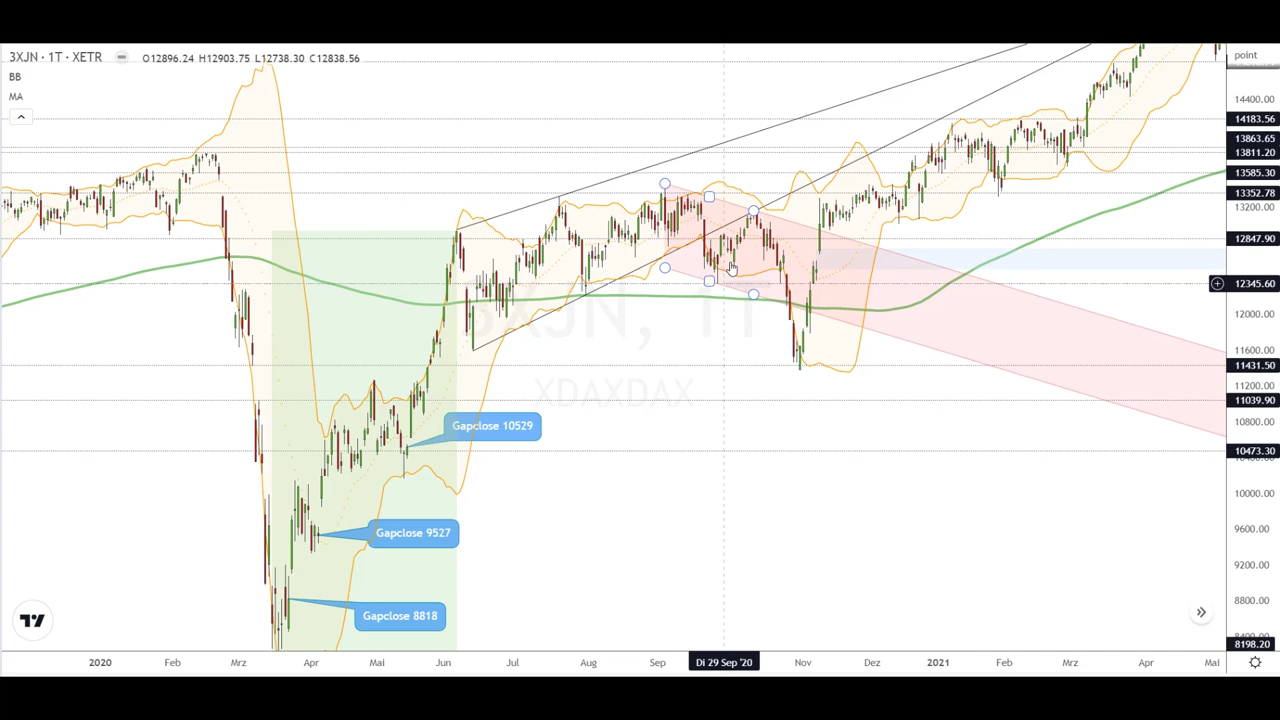 3XJN · 1T · XETR
O12896.24 H12903.75 L12738.30 C12838.56
BB
MA
point
14400.00
14183.56
13863.65
13811.20
13585.30
13352.78
13200.00
12847.90
12345.60
12000.00
11600.00
11431.50
11200.00
11039.90
10800.00
10473.30
10000.00
9600.00
9200.00
8800.00
8198.20
3XJN, 1T
XDAXDAX
Gapclose 10529
Gapclose 9527
Gapclose 8818
2020 Feb Mrz Apr Mai Jun Jul Aug Sep Di 29 Sep '20 Nov Dez 2021 Feb Mrz Apr Mai